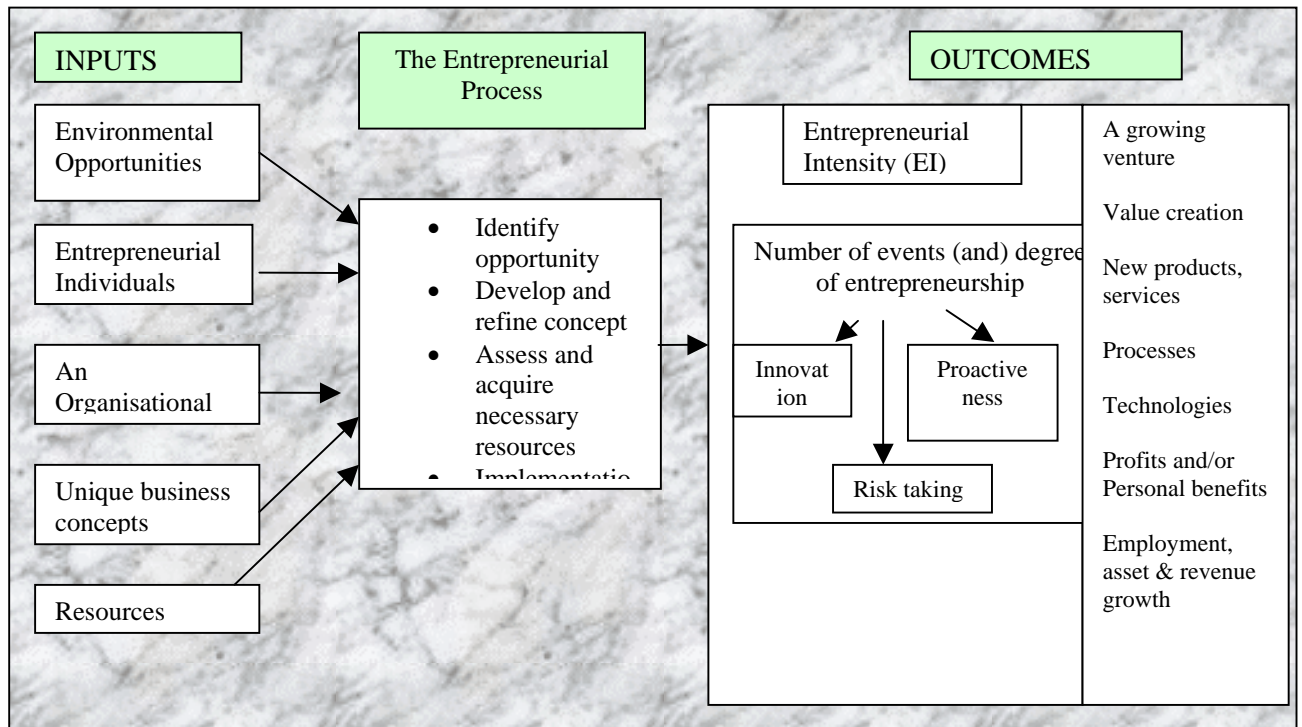 INPUTS
Environmental
Opportunities
Entrepreneurial
Individuals
An
Organisational
Unique business
concepts
Resources
The Entrepreneurial
Process
• Identify
opportunity
• Develop and
refine concept
• Assess and
acquire
necessary
resources
• Implementatio
OUTCOMES
Entrepreneurial
Intensity (EI)
Number of events (and) degree
of entrepreneurship
Innovat
ion
Proactive
ness
Risk taking
A growing
venture
Value creation
New products,
services
Processes
Technologies
Profits and/or
Personal benefits
Employment,
asset & revenue
growth